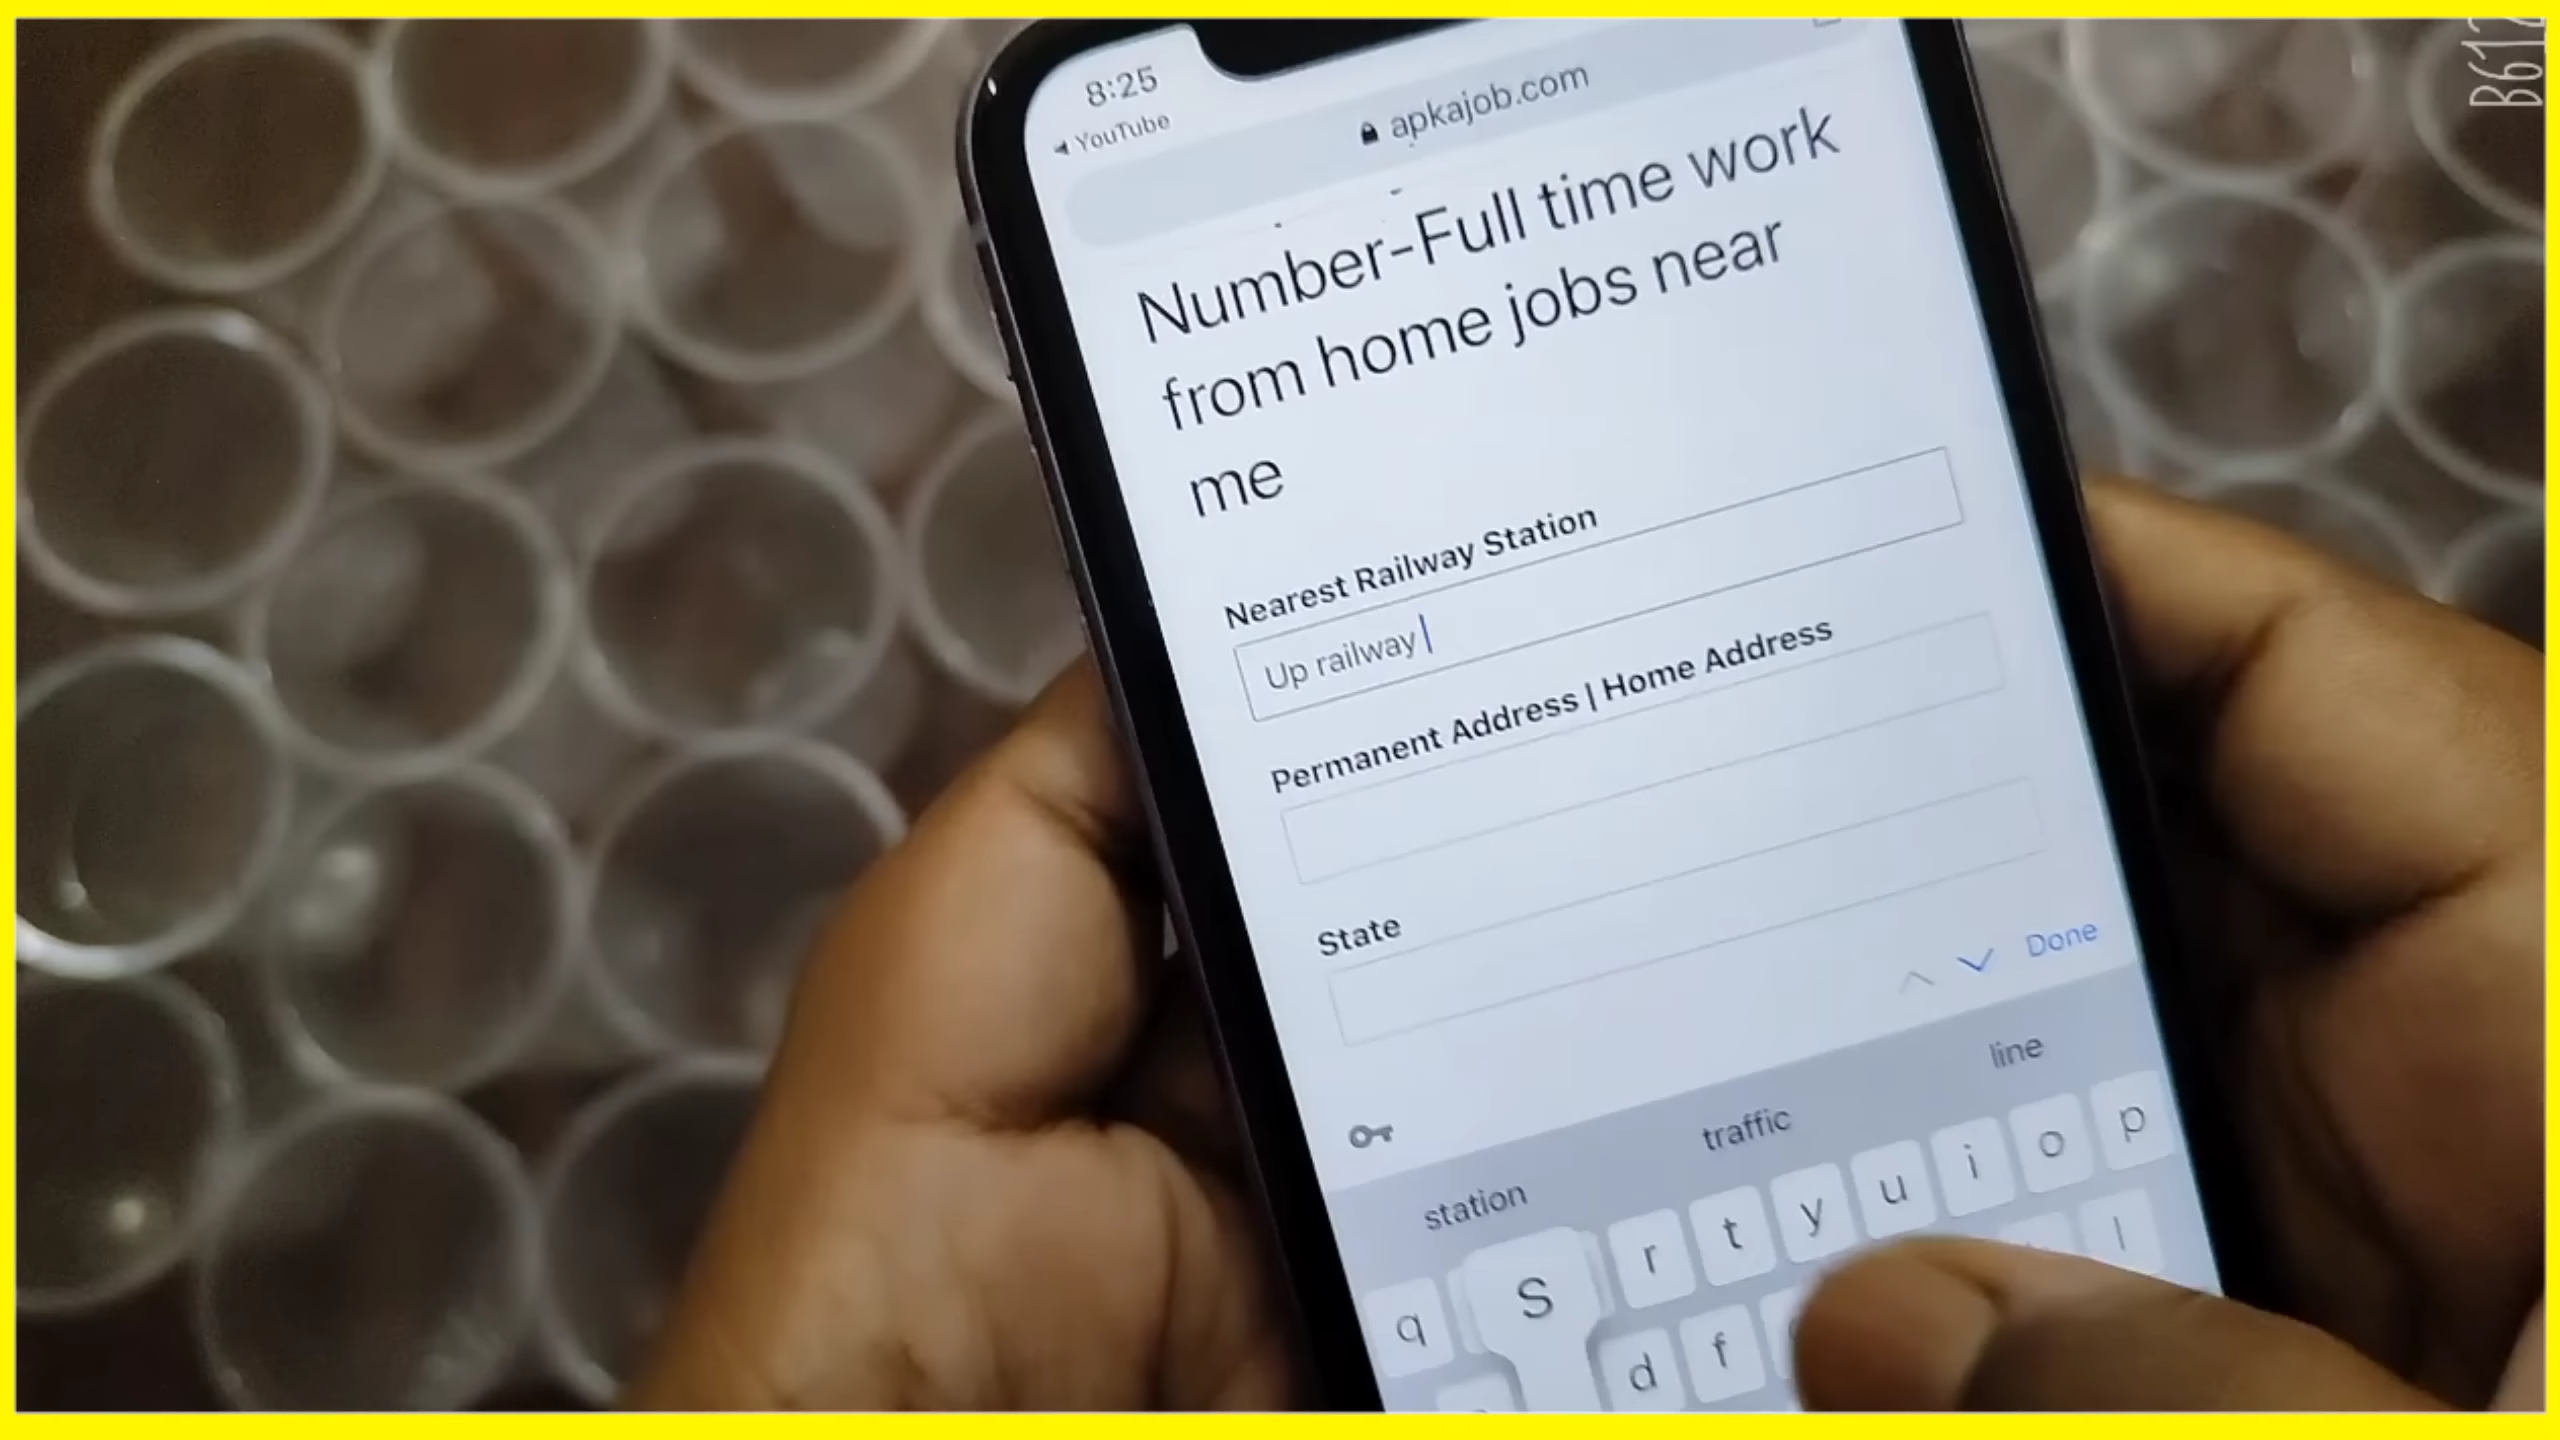 8:25
YouTube
apkajob.com
Number-Full time work
from home jobs near
me
Nearest Railway Station
Up railway
Permanent Address | Home Address
State
Done
station
traffic
line
q
r
t
y
u
i
o
p
S
d
f
l
B612